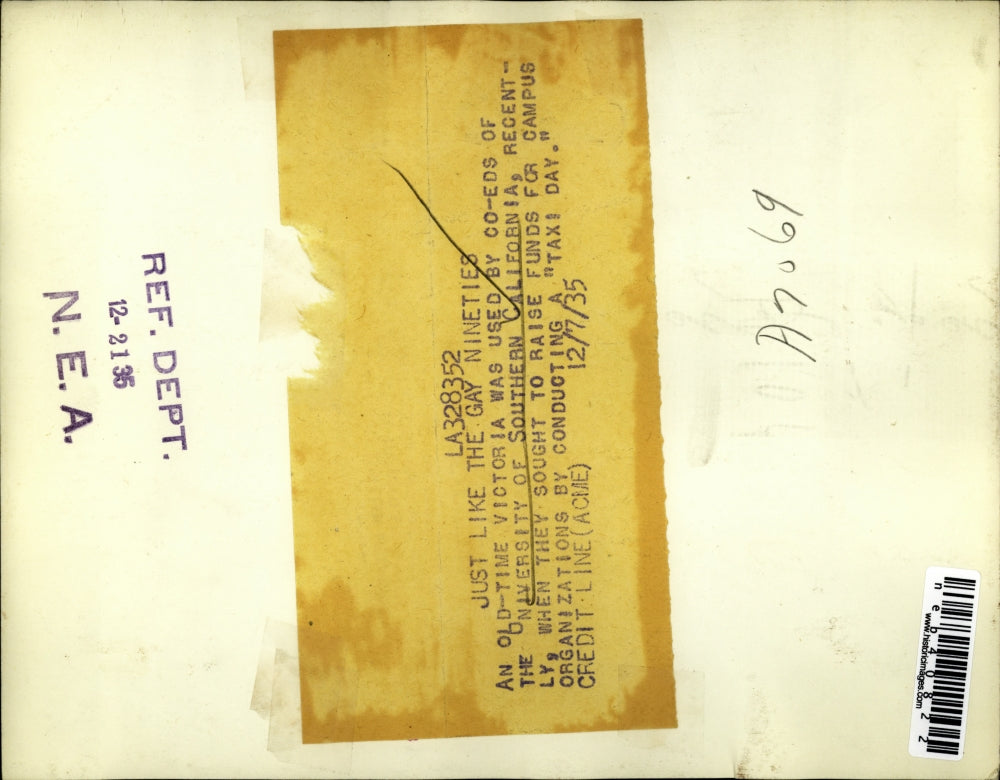 LA328352
JUST LIKE THE GAY NINETIES
AN OLD-TIME VICTORIA WAS USED BY CO-EDS OF
THE UNIVERSITY OF SOUTHERN CALIFORNIA, RECENT-
LY, WHEN THEY SOUGHT TO RAISE FUNDS FOR CAMPUS
ORGANIZATIONS BY CONDUCTING A "TAXI DAY."
CREDIT LINE (ACME) 12/7/35
REF. DEPT.
12-21 35
N. E. A.
neb40822
www.historicimages.com